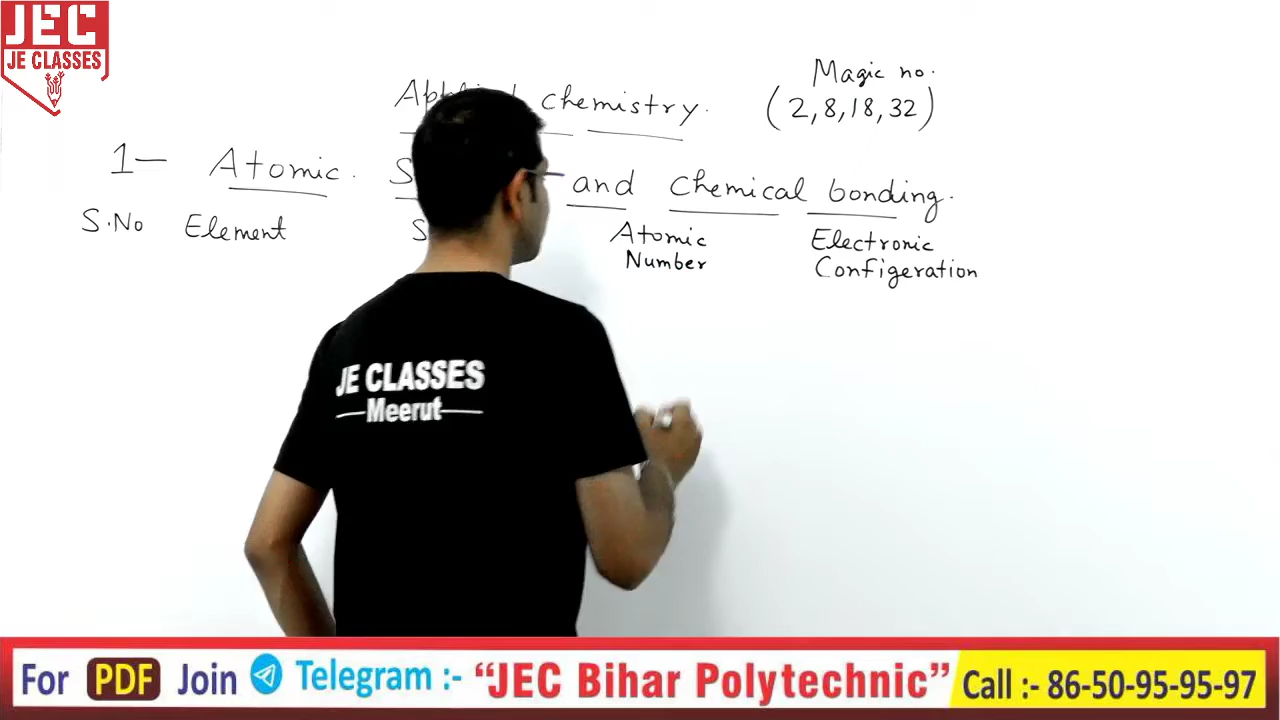 JEC
JE CLASSES
Magic no.
chemistry.
(2,8,18,32)
1— Atomic. and Chemical bonding.
S.No Element Atomic Number Electronic Configeration
JE CLASSES
Meerut
For PDF Join Telegram :- "JEC Bihar Polytechnic" Call :- 86-50-95-95-97